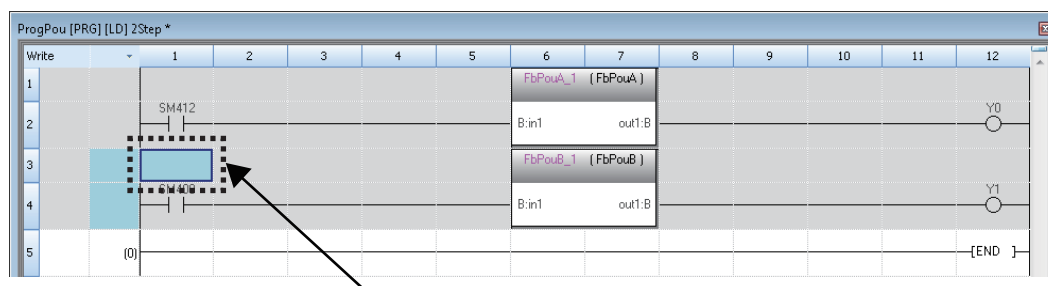 ProgPou [PRG] [LD] 2Step *
Write 1 2 3 4 5 6 7 8 9 10 11 12
1 FbPouA_1 (FbPouA)
SM412 Y0
2 B:in1 out1:B
3 FbPouB_1 (FbPouB)
SM409 Y1
4 B:in1 out1:B
5 (0) [END ]